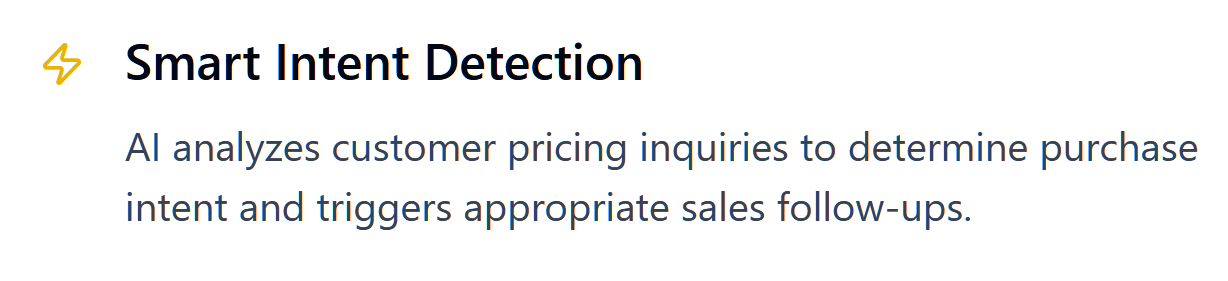 Smart Intent Detection
AI analyzes customer pricing inquiries to determine purchase
intent and triggers appropriate sales follow-ups.